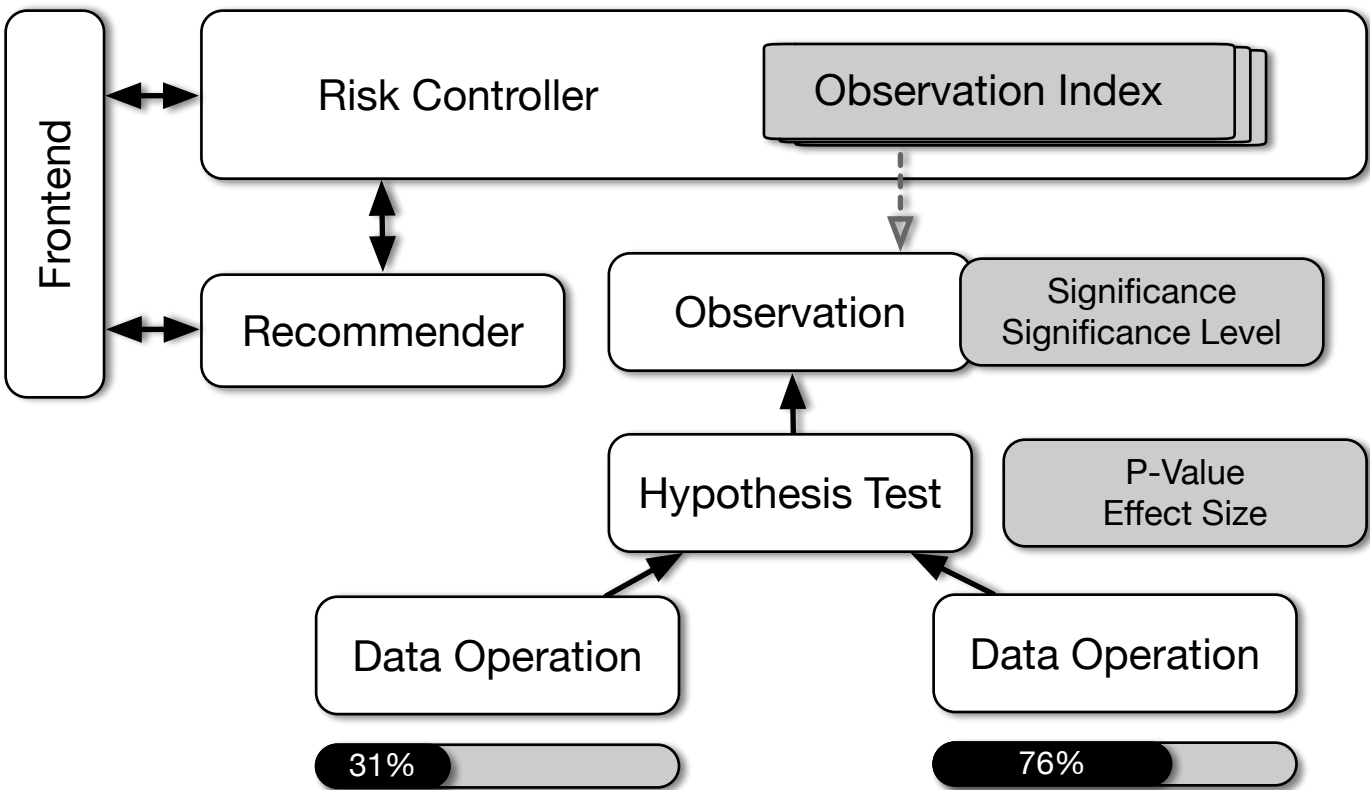 Frontend
Risk Controller
Observation Index
Recommender
Observation
Significance
Significance Level
Hypothesis Test
P-Value
Effect Size
Data Operation
Data Operation
31%
76%